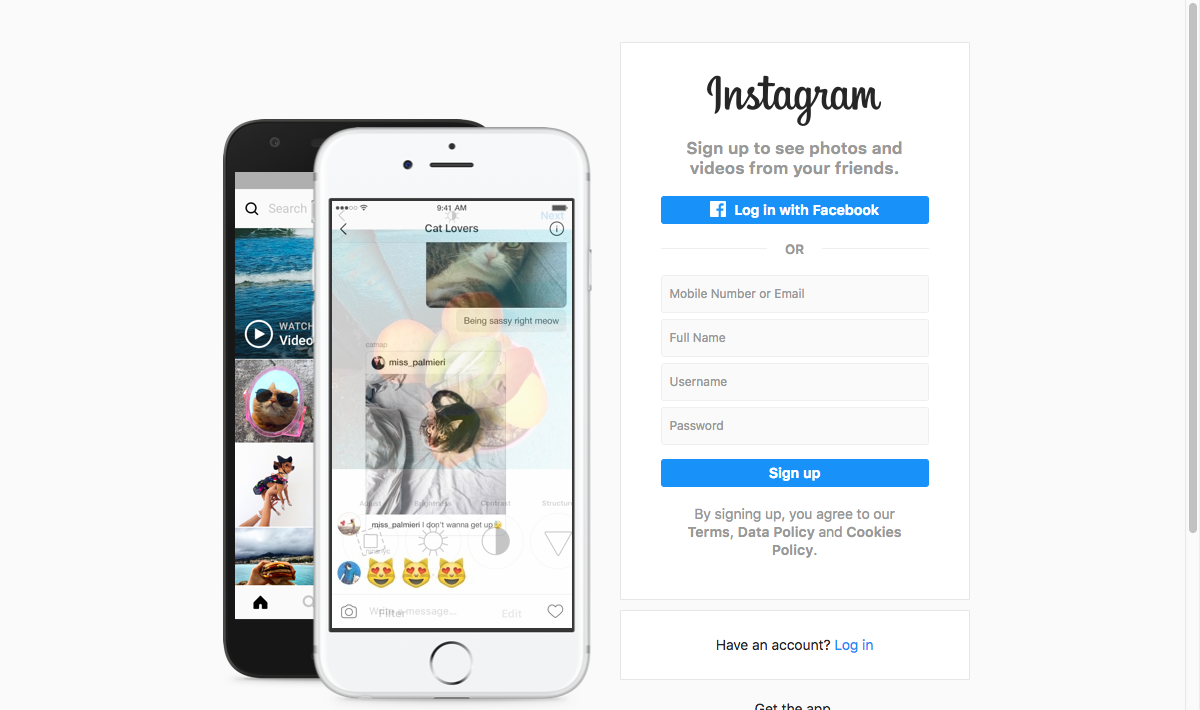 Instagram
Sign up to see photos and
videos from your friends.
Log in with Facebook
OR
Mobile Number or Email
Full Name
Username
Password
Sign up
By signing up, you agree to our
Terms, Data Policy and Cookies
Policy.
Have an account? Log in
Get the app.
Search
WATCH
Video
9:41 AM
Next
Cat Lovers
Being sassy right meow
catnap
miss_palmieri
Adjust Brightness Contrast Structure
miss_palmieri I don't wanna get up
Write a message...
Filter
Edit